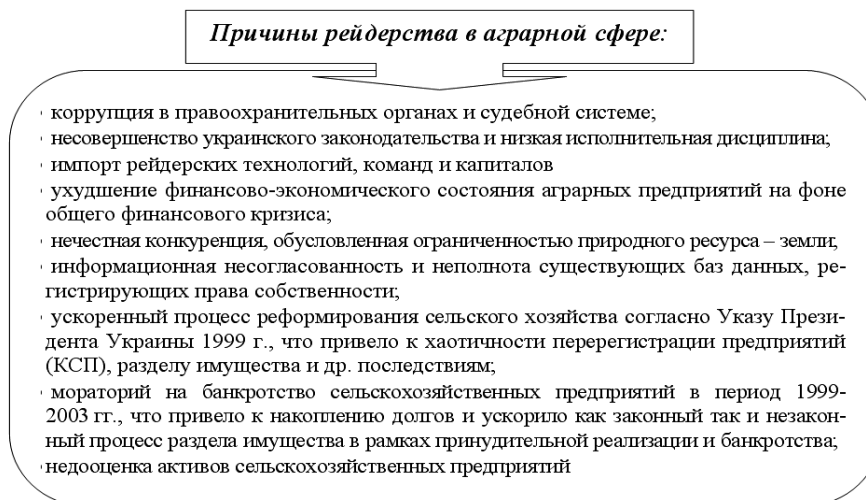 Причины рейдерства в аграрной сфере:
· коррупция в правоохранительных органах и судебной системе;
· несовершенство украинского законодательства и низкая исполнительная дисциплина;
· импорт рейдерских технологий, команд и капиталов
· ухудшение финансово-экономического состояния аграрных предприятий на фоне
общего финансового кризиса;
· нечестная конкуренция, обусловленная ограниченностью природного ресурса – земли;
· информационная несогласованность и неполнота существующих баз данных, ре-
гистрирующих права собственности;
· ускоренный процесс реформирования сельского хозяйства согласно Указу Прези-
дента Украины 1999 г., что привело к хаотичности перерегистрации предприятий
(КСП), разделу имущества и др. последствиям;
· мораторий на банкротство сельскохозяйственных предприятий в период 1999-
2003 гг., что привело к накоплению долгов и ускорило как законный так и незакон-
ный процесс раздела имущества в рамках принудительной реализации и банкротства;
· недооценка активов сельскохозяйственных предприятий